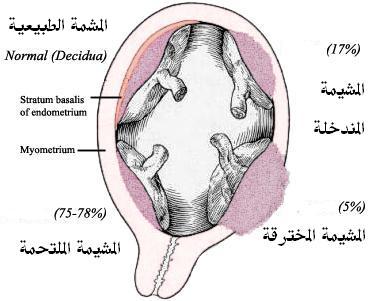 المشمة الطبيعية
Normal (Decidua)
(17%)
المشيمة
المندخلة
Stratum basalis
of endometrium
Myometrium
(75-78%)
المشيمة الملتحمة
(5%)
المشيمة المخترقة